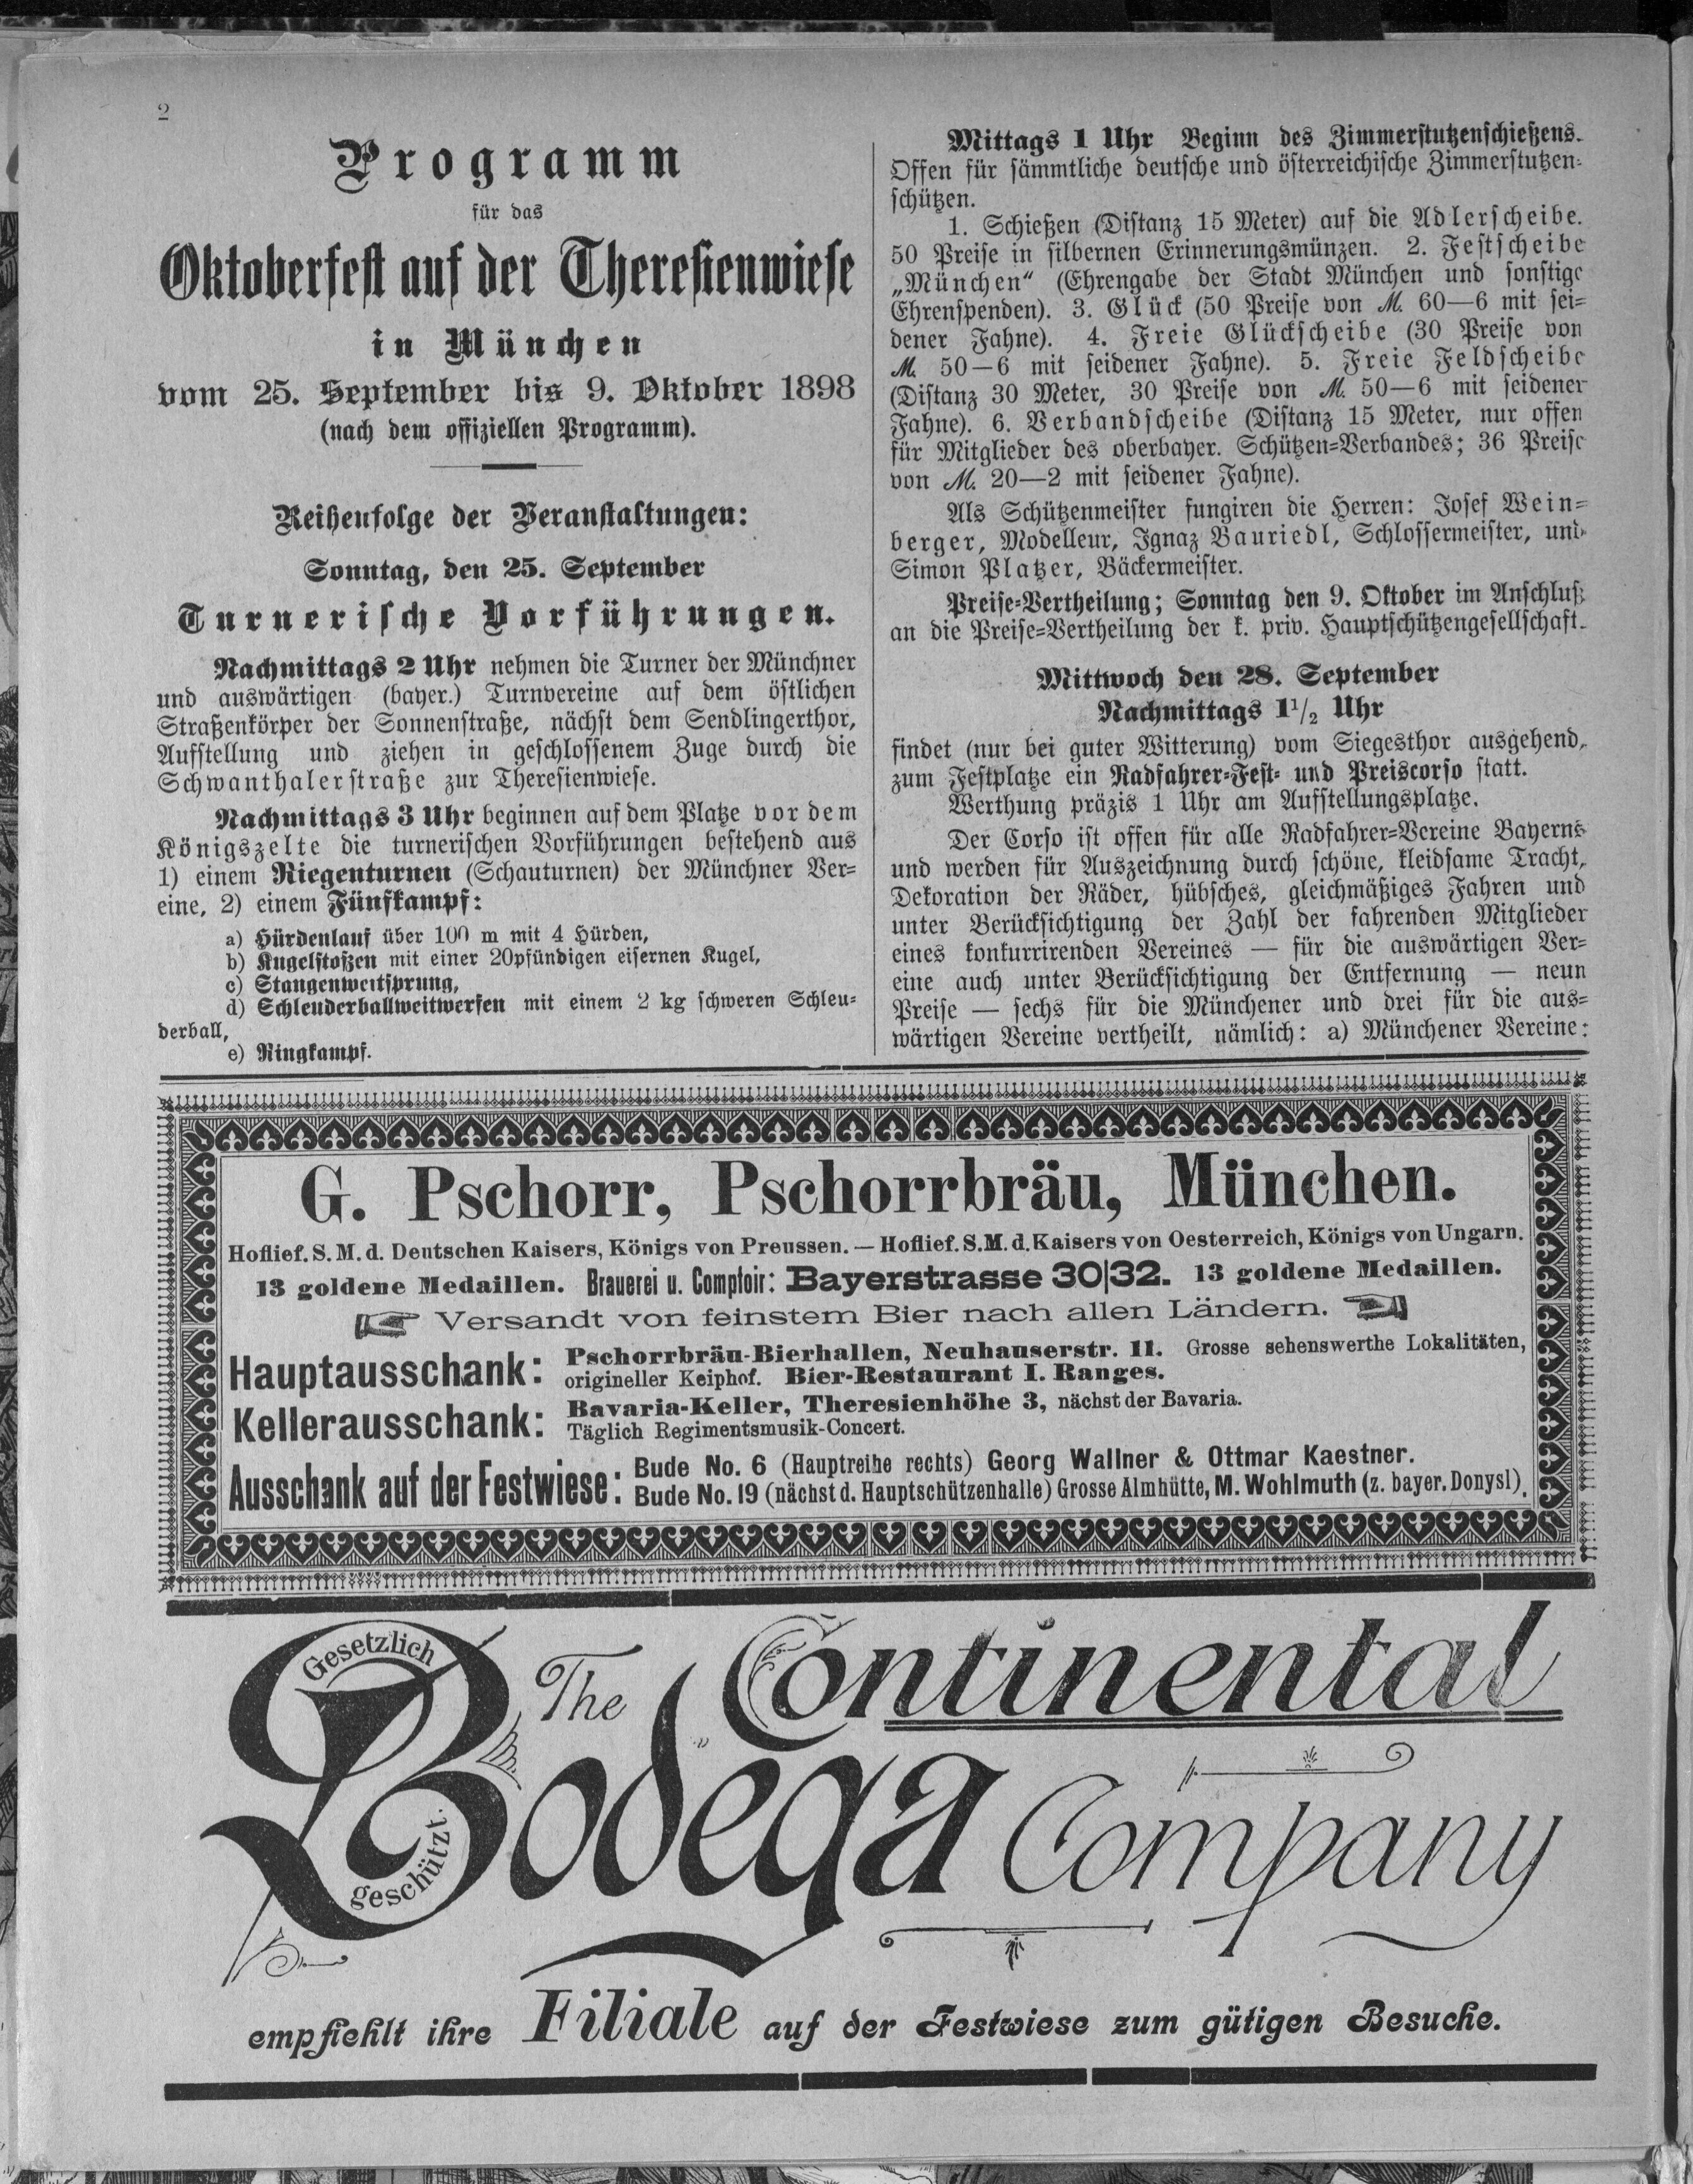 2
Programm
für das
Oktoberfest auf der Theresienwiese
in München
vom 25. September bis 9. Oktober 1898
(nach dem offiziellen Programm).
Reihenfolge der Veranstaltungen:
Sonntag, den 25. September
Turnerische Vorführungen.
Nachmittags 2 Uhr nehmen die Turner der Münchner
und auswärtigen (bayer.) Turnvereine auf dem östlichen
Straßenkörper der Sonnenstraße, nächst dem Sendlingerthor,
Aufstellung und ziehen in geschlossenem Zuge durch die
Schwanthalerstraße zur Theresienwiese.
Nachmittags 3 Uhr beginnen auf dem Platze vor dem
Königszelte die turnerischen Vorführungen bestehend aus
1) einem Riegenturnen (Schauturnen) der Münchner Ver-
eine, 2) einem Fünfkampf:
a) Hürdenlauf über 100 m mit 4 Hürden,
b) Kugelstoßen mit einer 20pfündigen eisernen Kugel,
c) Stangenweitsprung,
d) Schleuderballweitwerfen mit einem 2 kg schweren Schleu-
derball,
e) Ringkampf.
Mittags 1 Uhr Beginn des Zimmerstutzenschießens.
Offen für sämmtliche deutsche und österreichische Zimmerstutzen-
schützen.
1. Schießen (Distanz 15 Meter) auf die Adlerscheibe.
50 Preise in silbernen Erinnerungsmünzen. 2. Festscheibe
„München“ (Ehrengabe der Stadt München und sonstige
Ehrenspenden). 3. Glück (50 Preise von M. 60—6 mit sei-
dener Fahne). 4. Freie Glückscheibe (30 Preise von
M. 50—6 mit seidener Fahne). 5. Freie Feldscheibe
(Distanz 30 Meter, 30 Preise von M. 50—6 mit seidener
Fahne). 6. Verbandscheibe (Distanz 15 Meter, nur offen
für Mitglieder des oberbayer. Schützen-Verbandes; 36 Preise
von M. 20—2 mit seidener Fahne).
Als Schützenmeister fungiren die Herren: Josef Wein-
berger, Modelleur, Ignaz Bauriedl, Schlossermeister, und
Simon Platzer, Bäckermeister.
Preise-Vertheilung; Sonntag den 9. Oktober im Anschluß
an die Preise-Vertheilung der k. priv. Hauptschützengesellschaft.
Mittwoch den 28. September
Nachmittags 1 1/2 Uhr
findet (nur bei guter Witterung) vom Siegesthor ausgehend,
zum Festplatze ein Radfahrer-Fest- und Preiscorso statt.
Werthung präzis 1 Uhr am Aufstellungsplatze.
Der Corso ist offen für alle Radfahrer-Vereine Bayerns
und werden für Auszeichnung durch schöne, kleidsame Tracht,
Dekoration der Räder, hübsches, gleichmäßiges Fahren und
unter Berücksichtigung der Zahl der fahrenden Mitglieder
eines konkurrirenden Vereines — für die auswärtigen Ver-
eine auch unter Berücksichtigung der Entfernung — neun
Preise — sechs für die Münchener und drei für die aus-
wärtigen Vereine vertheilt, nämlich: a) Münchener Vereine:
G. Pschorr, Pschorrbräu, München.
Hoflief. S. M. d. Deutschen Kaisers, Königs von Preussen. — Hoflief. S. M. d. Kaisers von Oesterreich, Königs von Ungarn.
13 goldene Medaillen. Brauerei u. Comptoir: Bayerstrasse 30|32. 13 goldene Medaillen.
Versandt von feinstem Bier nach allen Ländern.
Hauptausschank: Pschorrbräu-Bierhallen, Neuhauserstr. 11. Grosse sehenswerthe Lokalitäten,
origineller Keiphof. Bier-Restaurant I. Ranges.
Kellerausschank: Bavaria-Keller, Theresienhöhe 3, nächst der Bavaria.
Täglich Regimentsmusik-Concert.
Ausschank auf der Festwiese: Bude No. 6 (Hauptreihe rechts) Georg Wallner & Ottmar Kaestner.
Bude No. 19 (nächst d. Hauptschützenhalle) Grosse Almhütte, M. Wohlmuth (z. bayer. Donysl).
Gesetzlich
geschützt.
The Continental
Bodega Company
empfiehlt ihre Filiale auf der Festwiese zum gütigen Besuche.